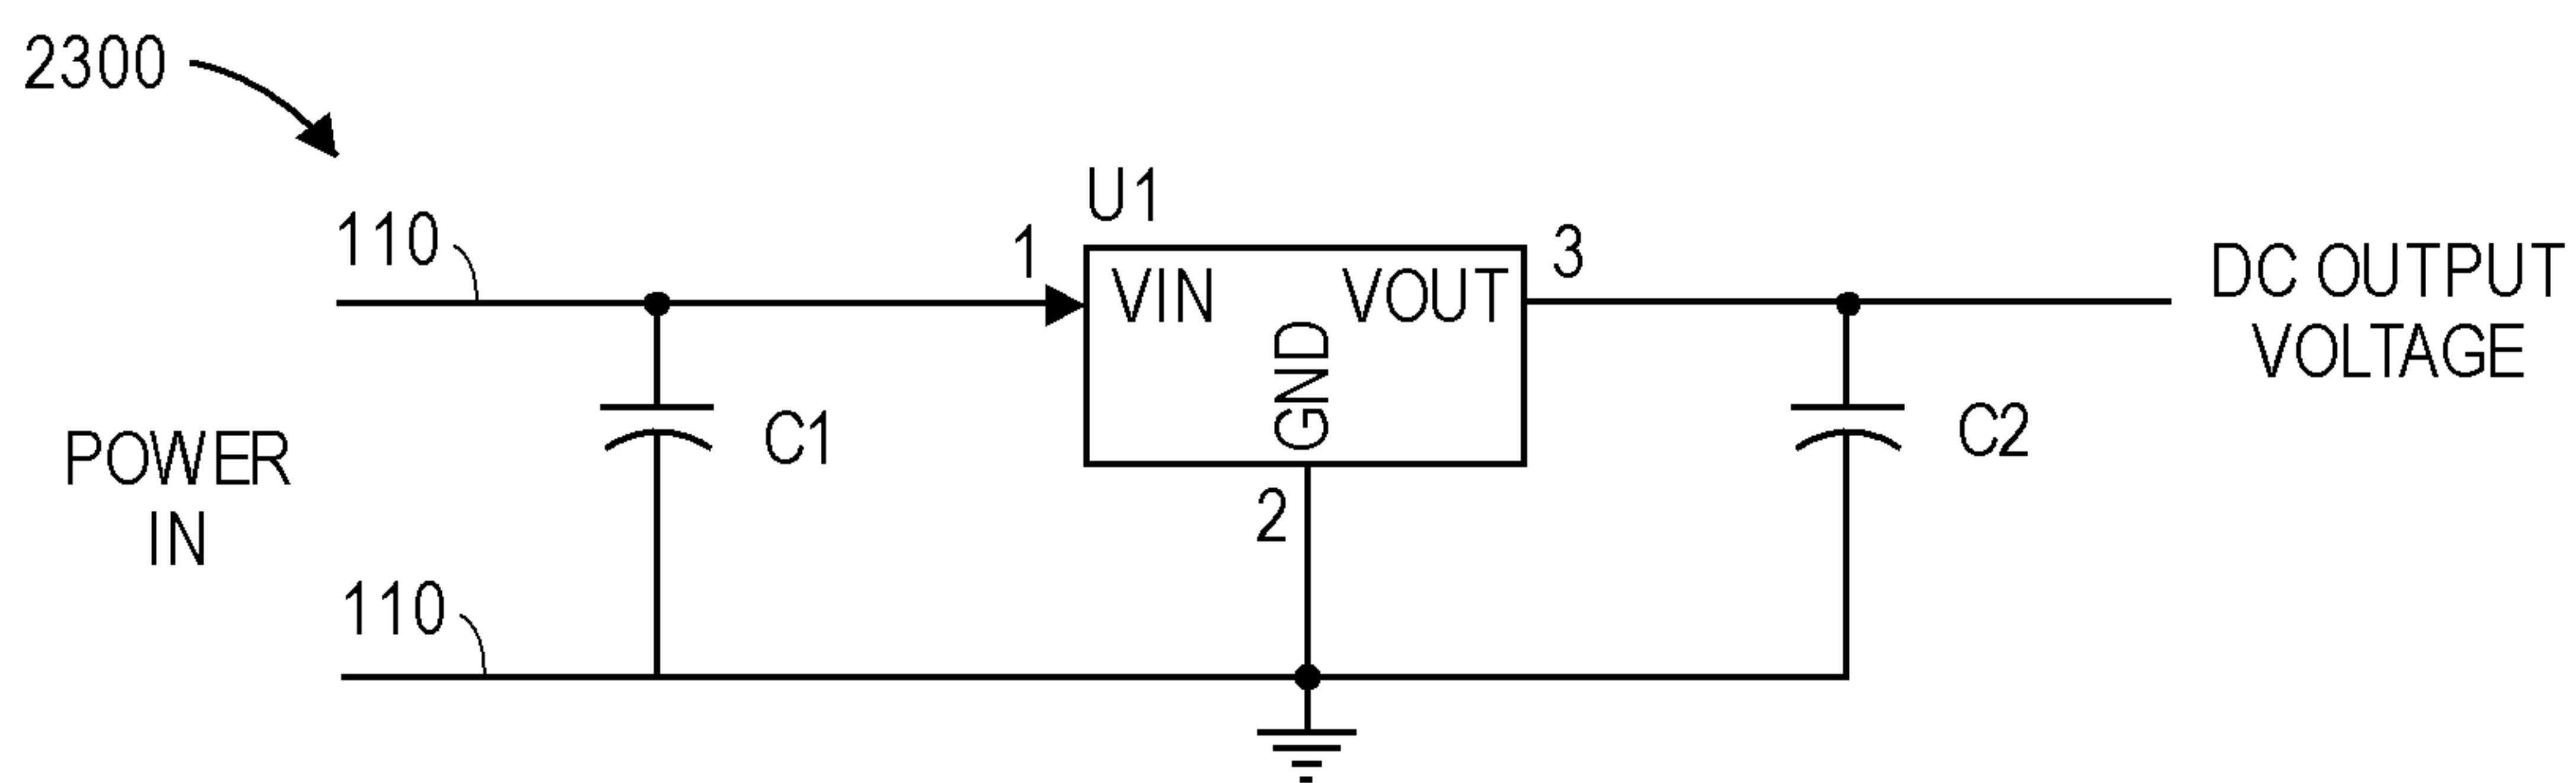 2300
110
1
U1
VIN
VOUT
GND
3
DC OUTPUT
VOLTAGE
C1
C2
POWER
IN
2
110